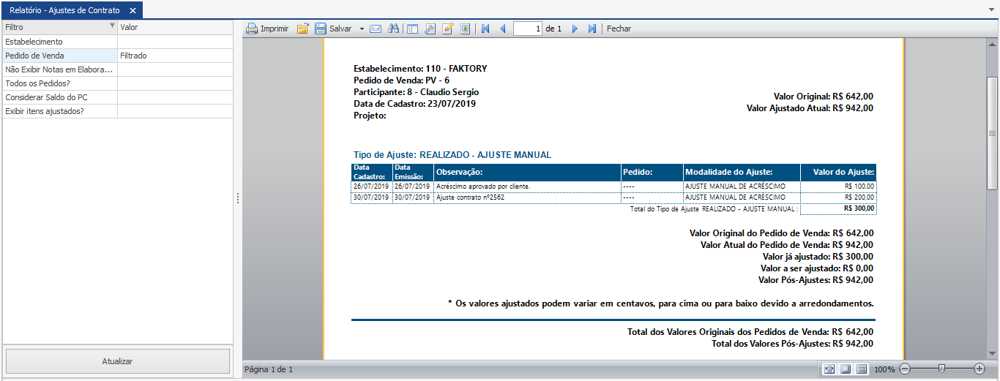 Relatório - Ajustes de Contrato
Filtro Valor
Estabelecimento
Pedido de Venda Filtrado
Não Exibir Notas em Elabora...
Todos os Pedidos?
Considerar Saldo do PC
Exibir itens ajustados?
Atualizar
Imprimir Salvar 1 de 1 Fechar
Estabelecimento: 110 - FAKTORY
Pedido de Venda: PV - 6
Participante: 8 - Claudio Sergio
Data de Cadastro: 23/07/2019
Projeto:
Valor Original: R$ 642,00
Valor Ajustado Atual: R$ 942,00
Tipo de Ajuste: REALIZADO - AJUSTE MANUAL
Data Cadastro: Data Emissão: Observação: Pedido: Modalidade do Ajuste: Valor do Ajuste:
26/07/2019 26/07/2019 Acréscimo aprovado por cliente. ---- AJUSTE MANUAL DE ACRÉSCIMO R$ 100,00
30/07/2019 30/07/2019 Ajuste contrato nº2562 ---- AJUSTE MANUAL DE ACRÉSCIMO R$ 200,00
Total do Tipo de Ajuste REALIZADO - AJUSTE MANUAL : R$ 300,00
Valor Original do Pedido de Venda: R$ 642,00
Valor Atual do Pedido de Venda: R$ 942,00
Valor já ajustado: R$ 300,00
Valor a ser ajustado: R$ 0,00
Valor Pós-Ajustes: R$ 942,00
* Os valores ajustados podem variar em centavos, para cima ou para baixo devido a arredondamentos.
Total dos Valores Originais dos Pedidos de Venda: R$ 642,00
Total dos Valores Pós-Ajustes: R$ 942,00
Página 1 de 1 100%